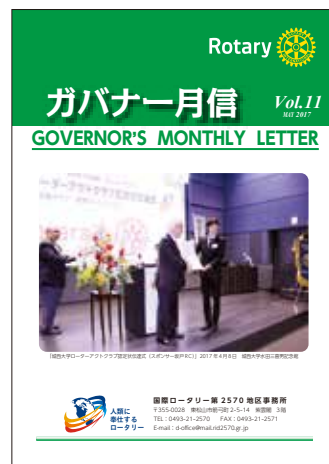 Rotary
ガバナー月信
Vol.11
MAY 2017
GOVERNOR'S MONTHLY LETTER
「城西大学ローターアクトクラブ認定状伝達式（スポンサー坂戸RC）」2017年4月8日　城西大学水田三喜男記念館
人類に
奉仕する
ロータリー
国際ロータリー第2570地区事務所
〒355-0028　東松山市箭弓町2-5-14　紫雲閣　3階
TEL：0493-21-2570　FAX：0493-21-2571
E-mail：d-office@mail.rid2570.gr.jp